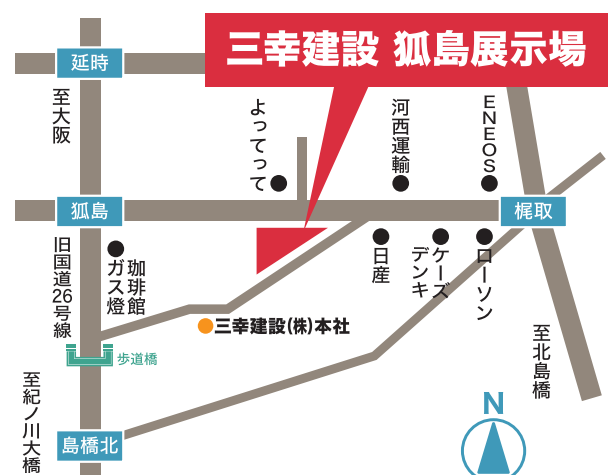 三幸建設 狐島展示場
延時
至大阪
よってって
河西運輸
ENEOS
狐島
梶取
旧国道26号線
珈琲館
ガス燈
日産
ケーズ
デンキ
ローソン
三幸建設(株)本社
至北島橋
歩道橋
至紀ノ川大橋
島橋北
N